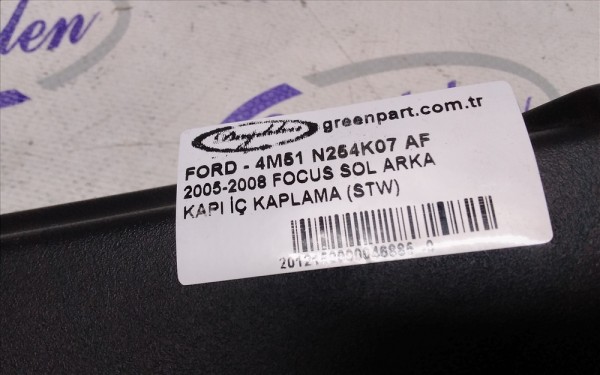 greenpart.com.tr
FORD - 4M51 N254K07 AF
2005-2008 FOCUS SOL ARKA
KAPI İÇ KAPLAMA (STW)